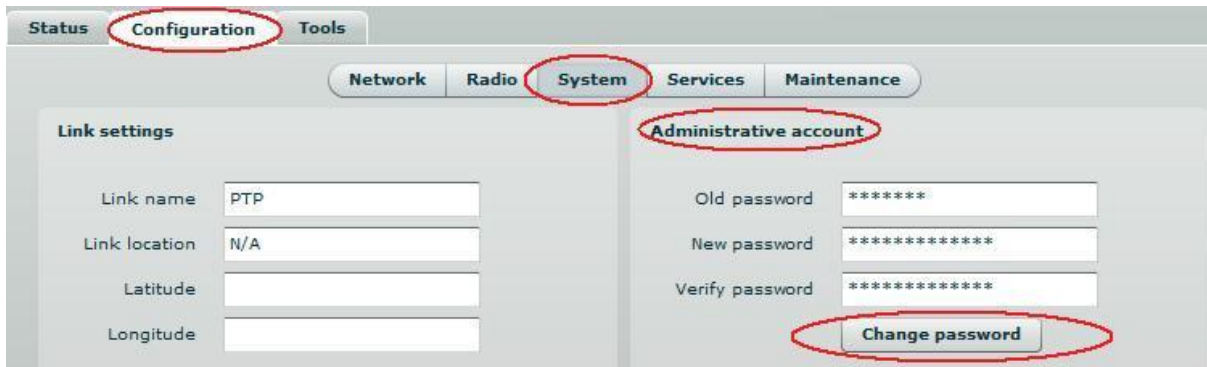 Status Configuration Tools
Network Radio System Services Maintenance
Link settings
Link name PTP
Link location N/A
Latitude
Longitude
Administrative account
Old password *******
New password *************
Verify password *************
Change password